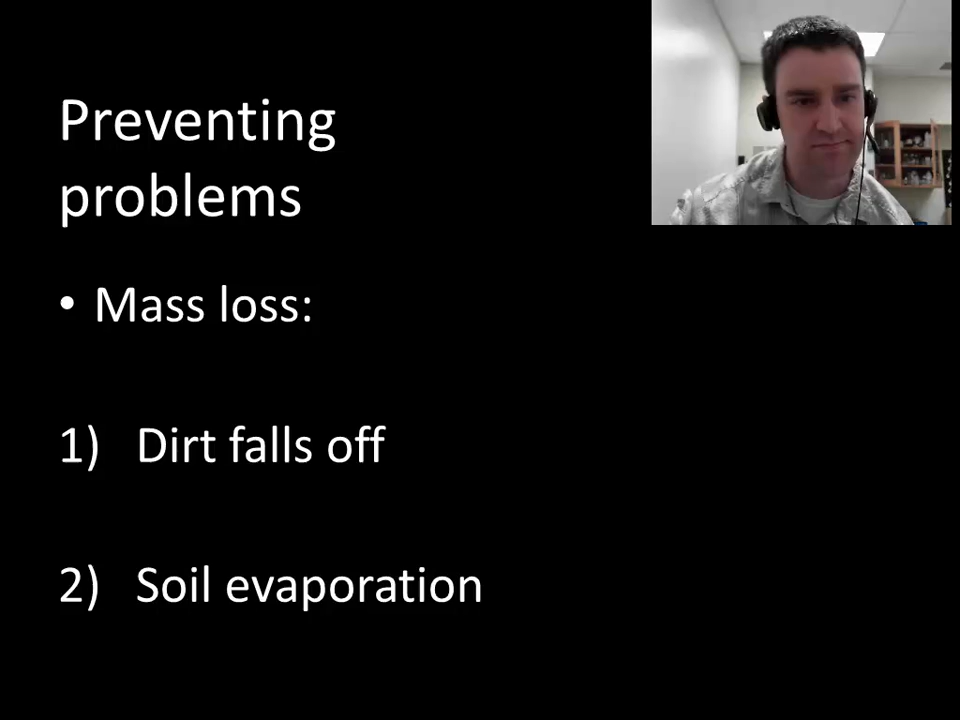 Preventing
problems
• Mass loss:
1) Dirt falls off
2) Soil evaporation